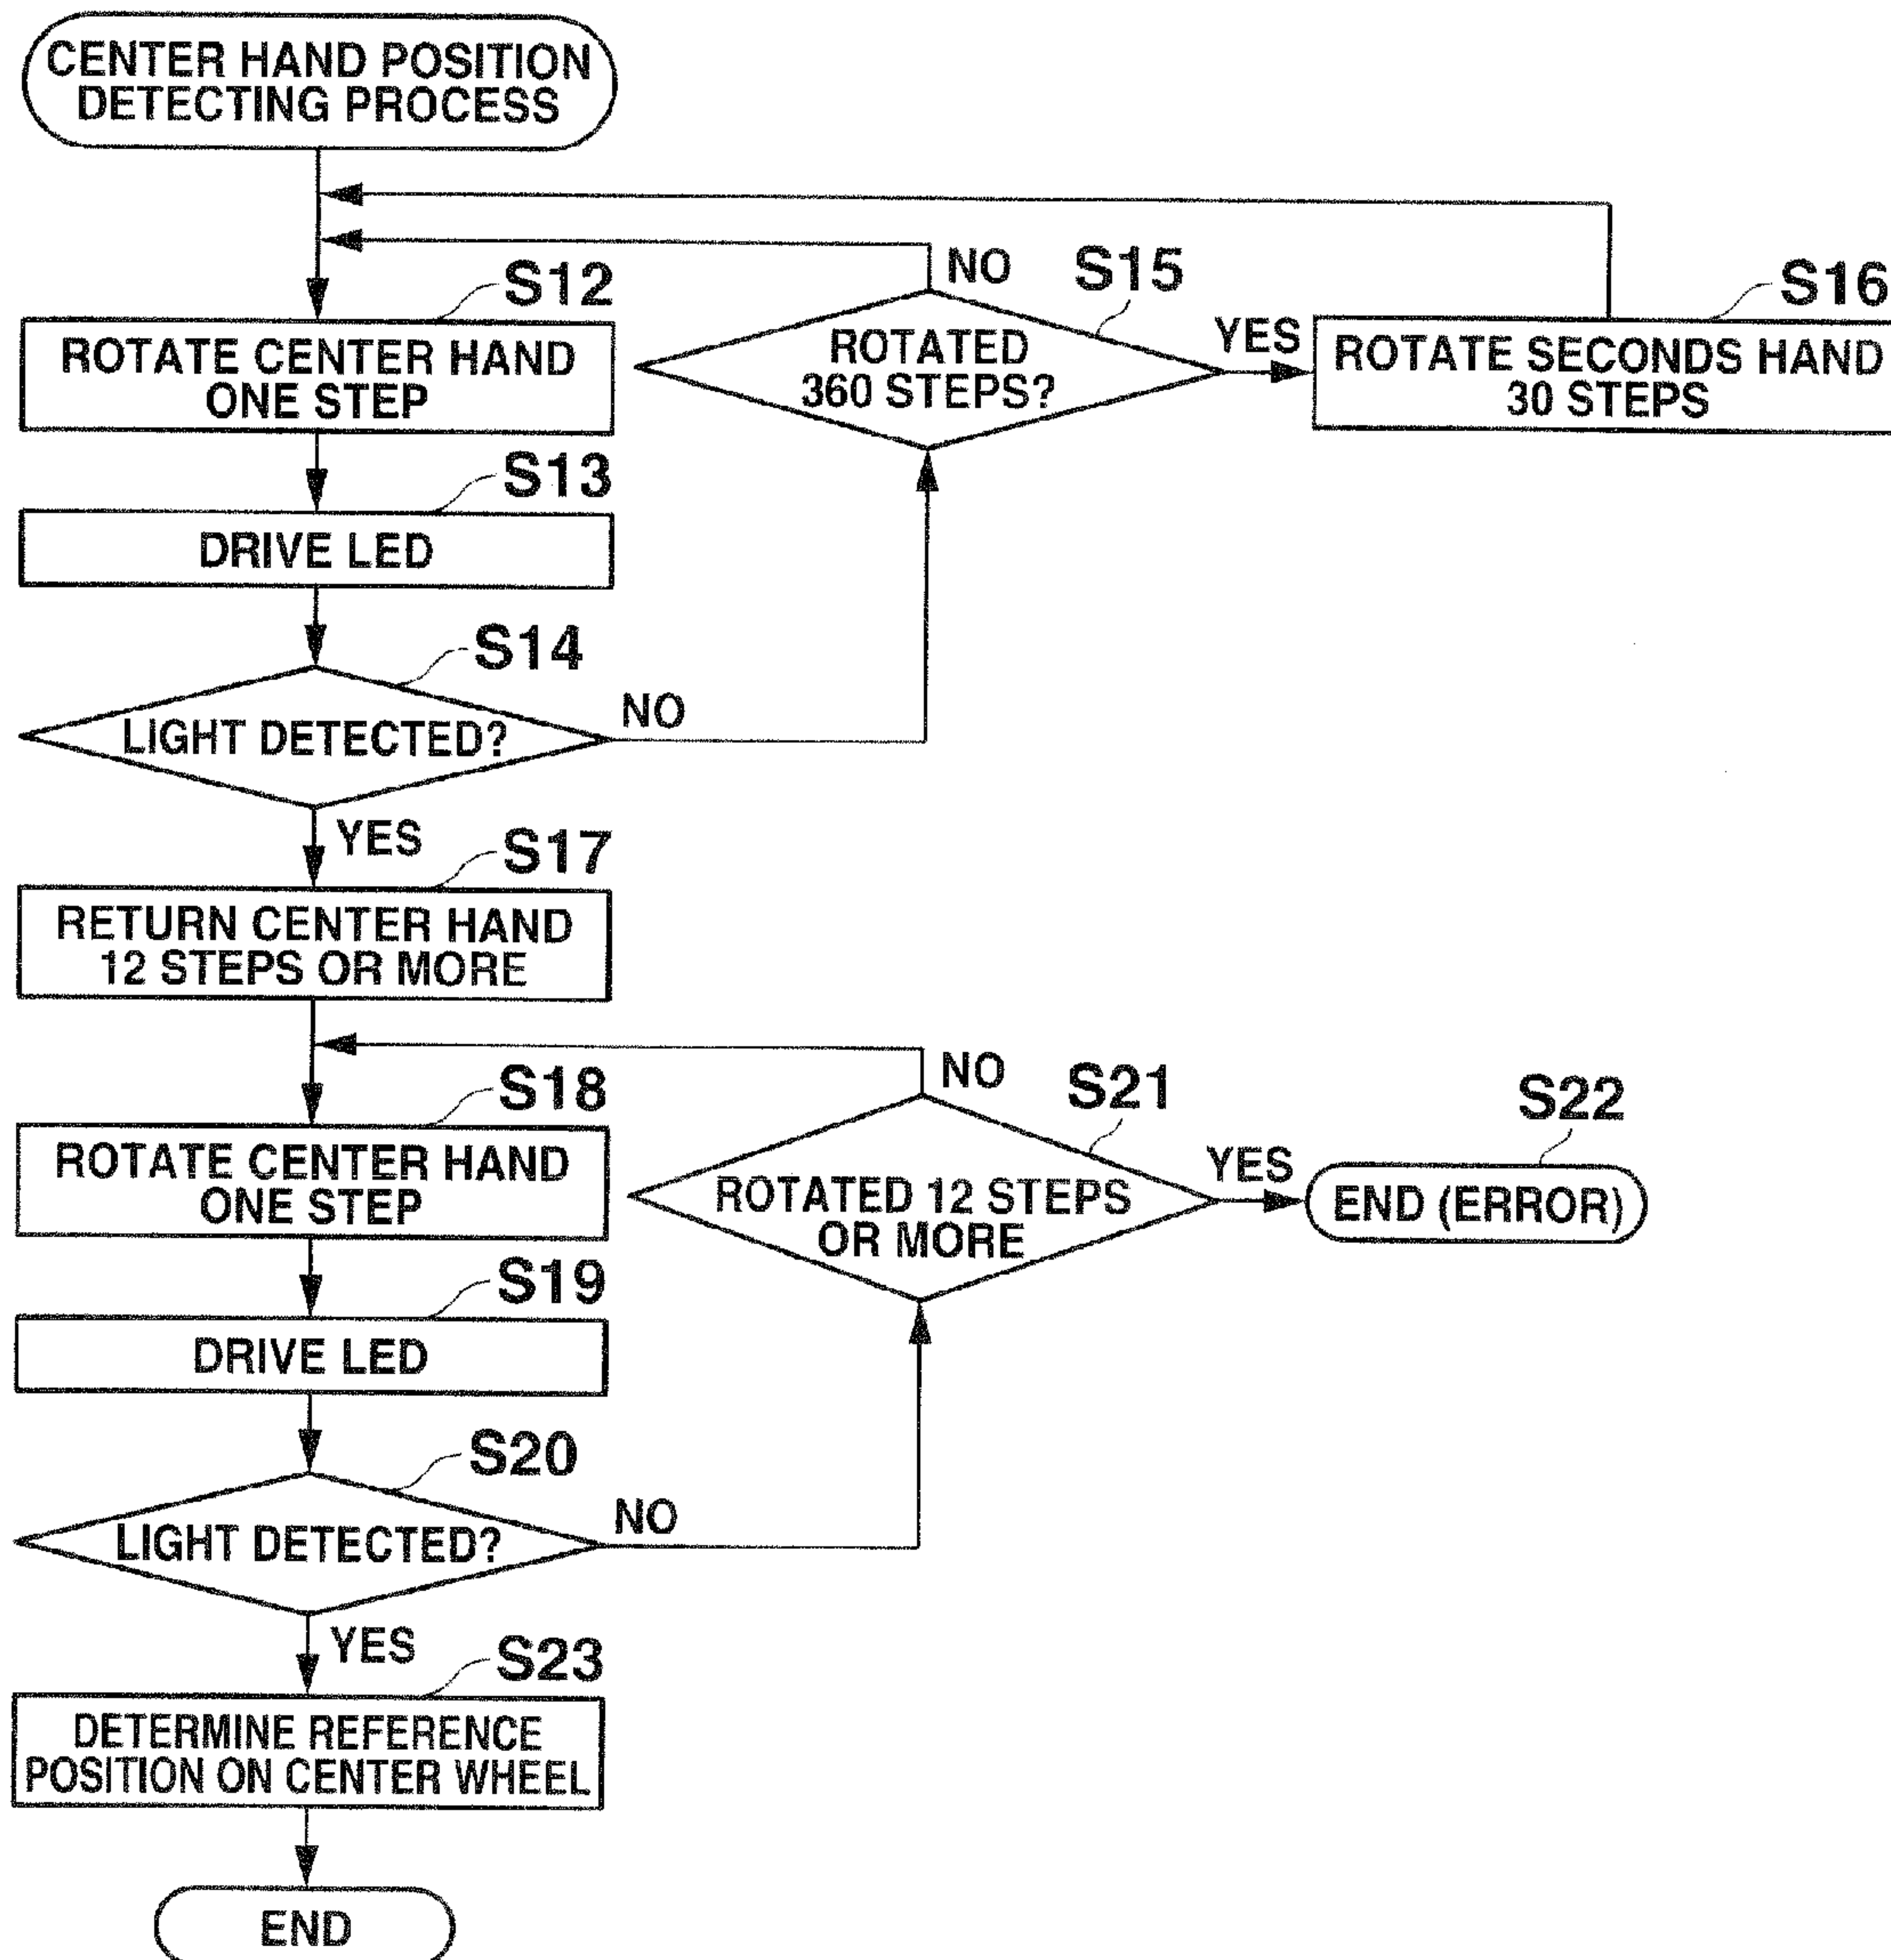 CENTER HAND POSITION
DETECTING PROCESS
S12
ROTATE CENTER HAND
ONE STEP
S13
DRIVE LED
S14
LIGHT DETECTED?
NO
YES
S15
ROTATED
360 STEPS?
NO
YES
S16
ROTATE SECONDS HAND
30 STEPS
S17
RETURN CENTER HAND
12 STEPS OR MORE
S18
ROTATE CENTER HAND
ONE STEP
S19
DRIVE LED
S20
LIGHT DETECTED?
NO
YES
S21
ROTATED 12 STEPS
OR MORE
NO
YES
S22
END (ERROR)
S23
DETERMINE REFERENCE
POSITION ON CENTER WHEEL
END